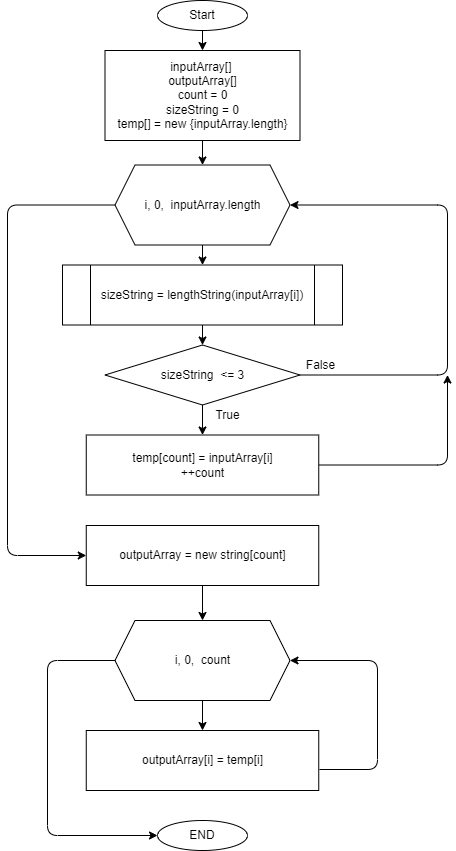 Start
inputArray[]
outputArray[]
count = 0
sizeString = 0
temp[] = new {inputArray.length}
i, 0, inputArray.length
sizeString = lengthString(inputArray[i])
sizeString <= 3
False
True
temp[count] = inputArray[i]
++count
outputArray = new string[count]
i, 0, count
outputArray[i] = temp[i]
END